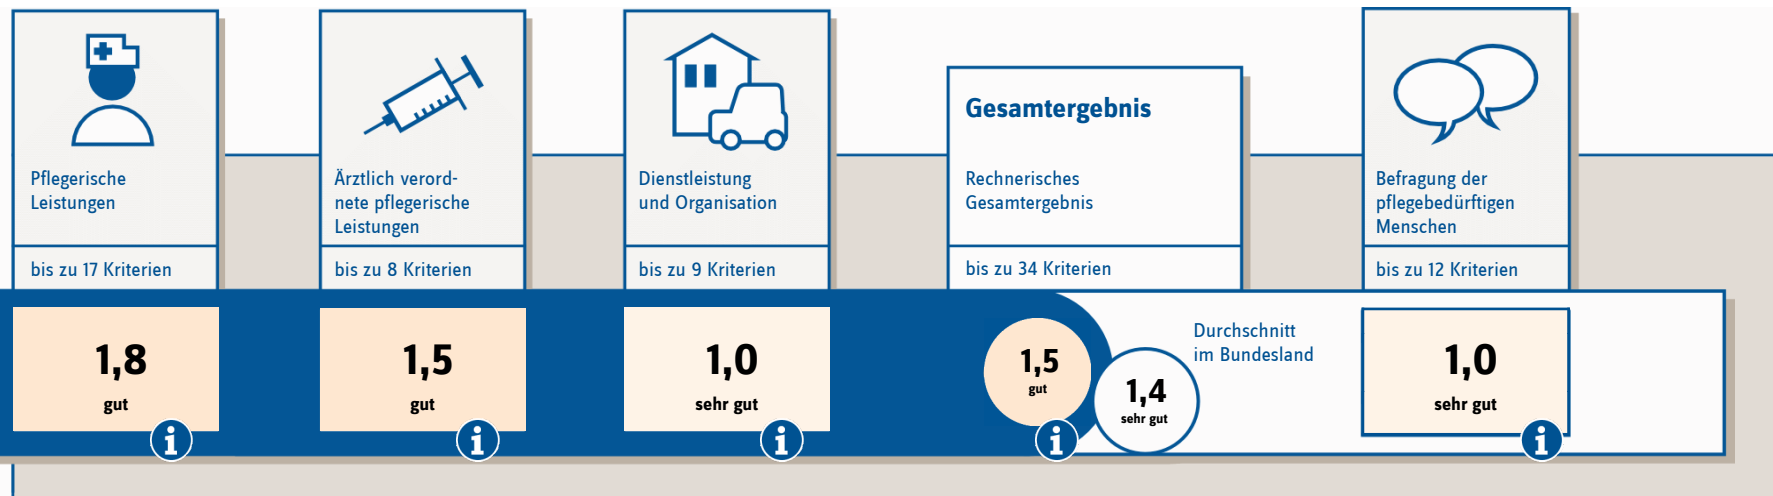 Pflegerische
Leistungen
bis zu 17 Kriterien
1,8
gut
i
Ärztlich verord-
nete pflegerische
Leistungen
bis zu 8 Kriterien
1,5
gut
i
Dienstleistung
und Organisation
bis zu 9 Kriterien
1,0
sehr gut
i
Gesamtergebnis
Rechnerisches
Gesamtergebnis
bis zu 34 Kriterien
1,5
gut
i
1,4
sehr gut
Durchschnitt
im Bundesland
Befragung der
pflegebedürftigen
Menschen
bis zu 12 Kriterien
1,0
sehr gut
i